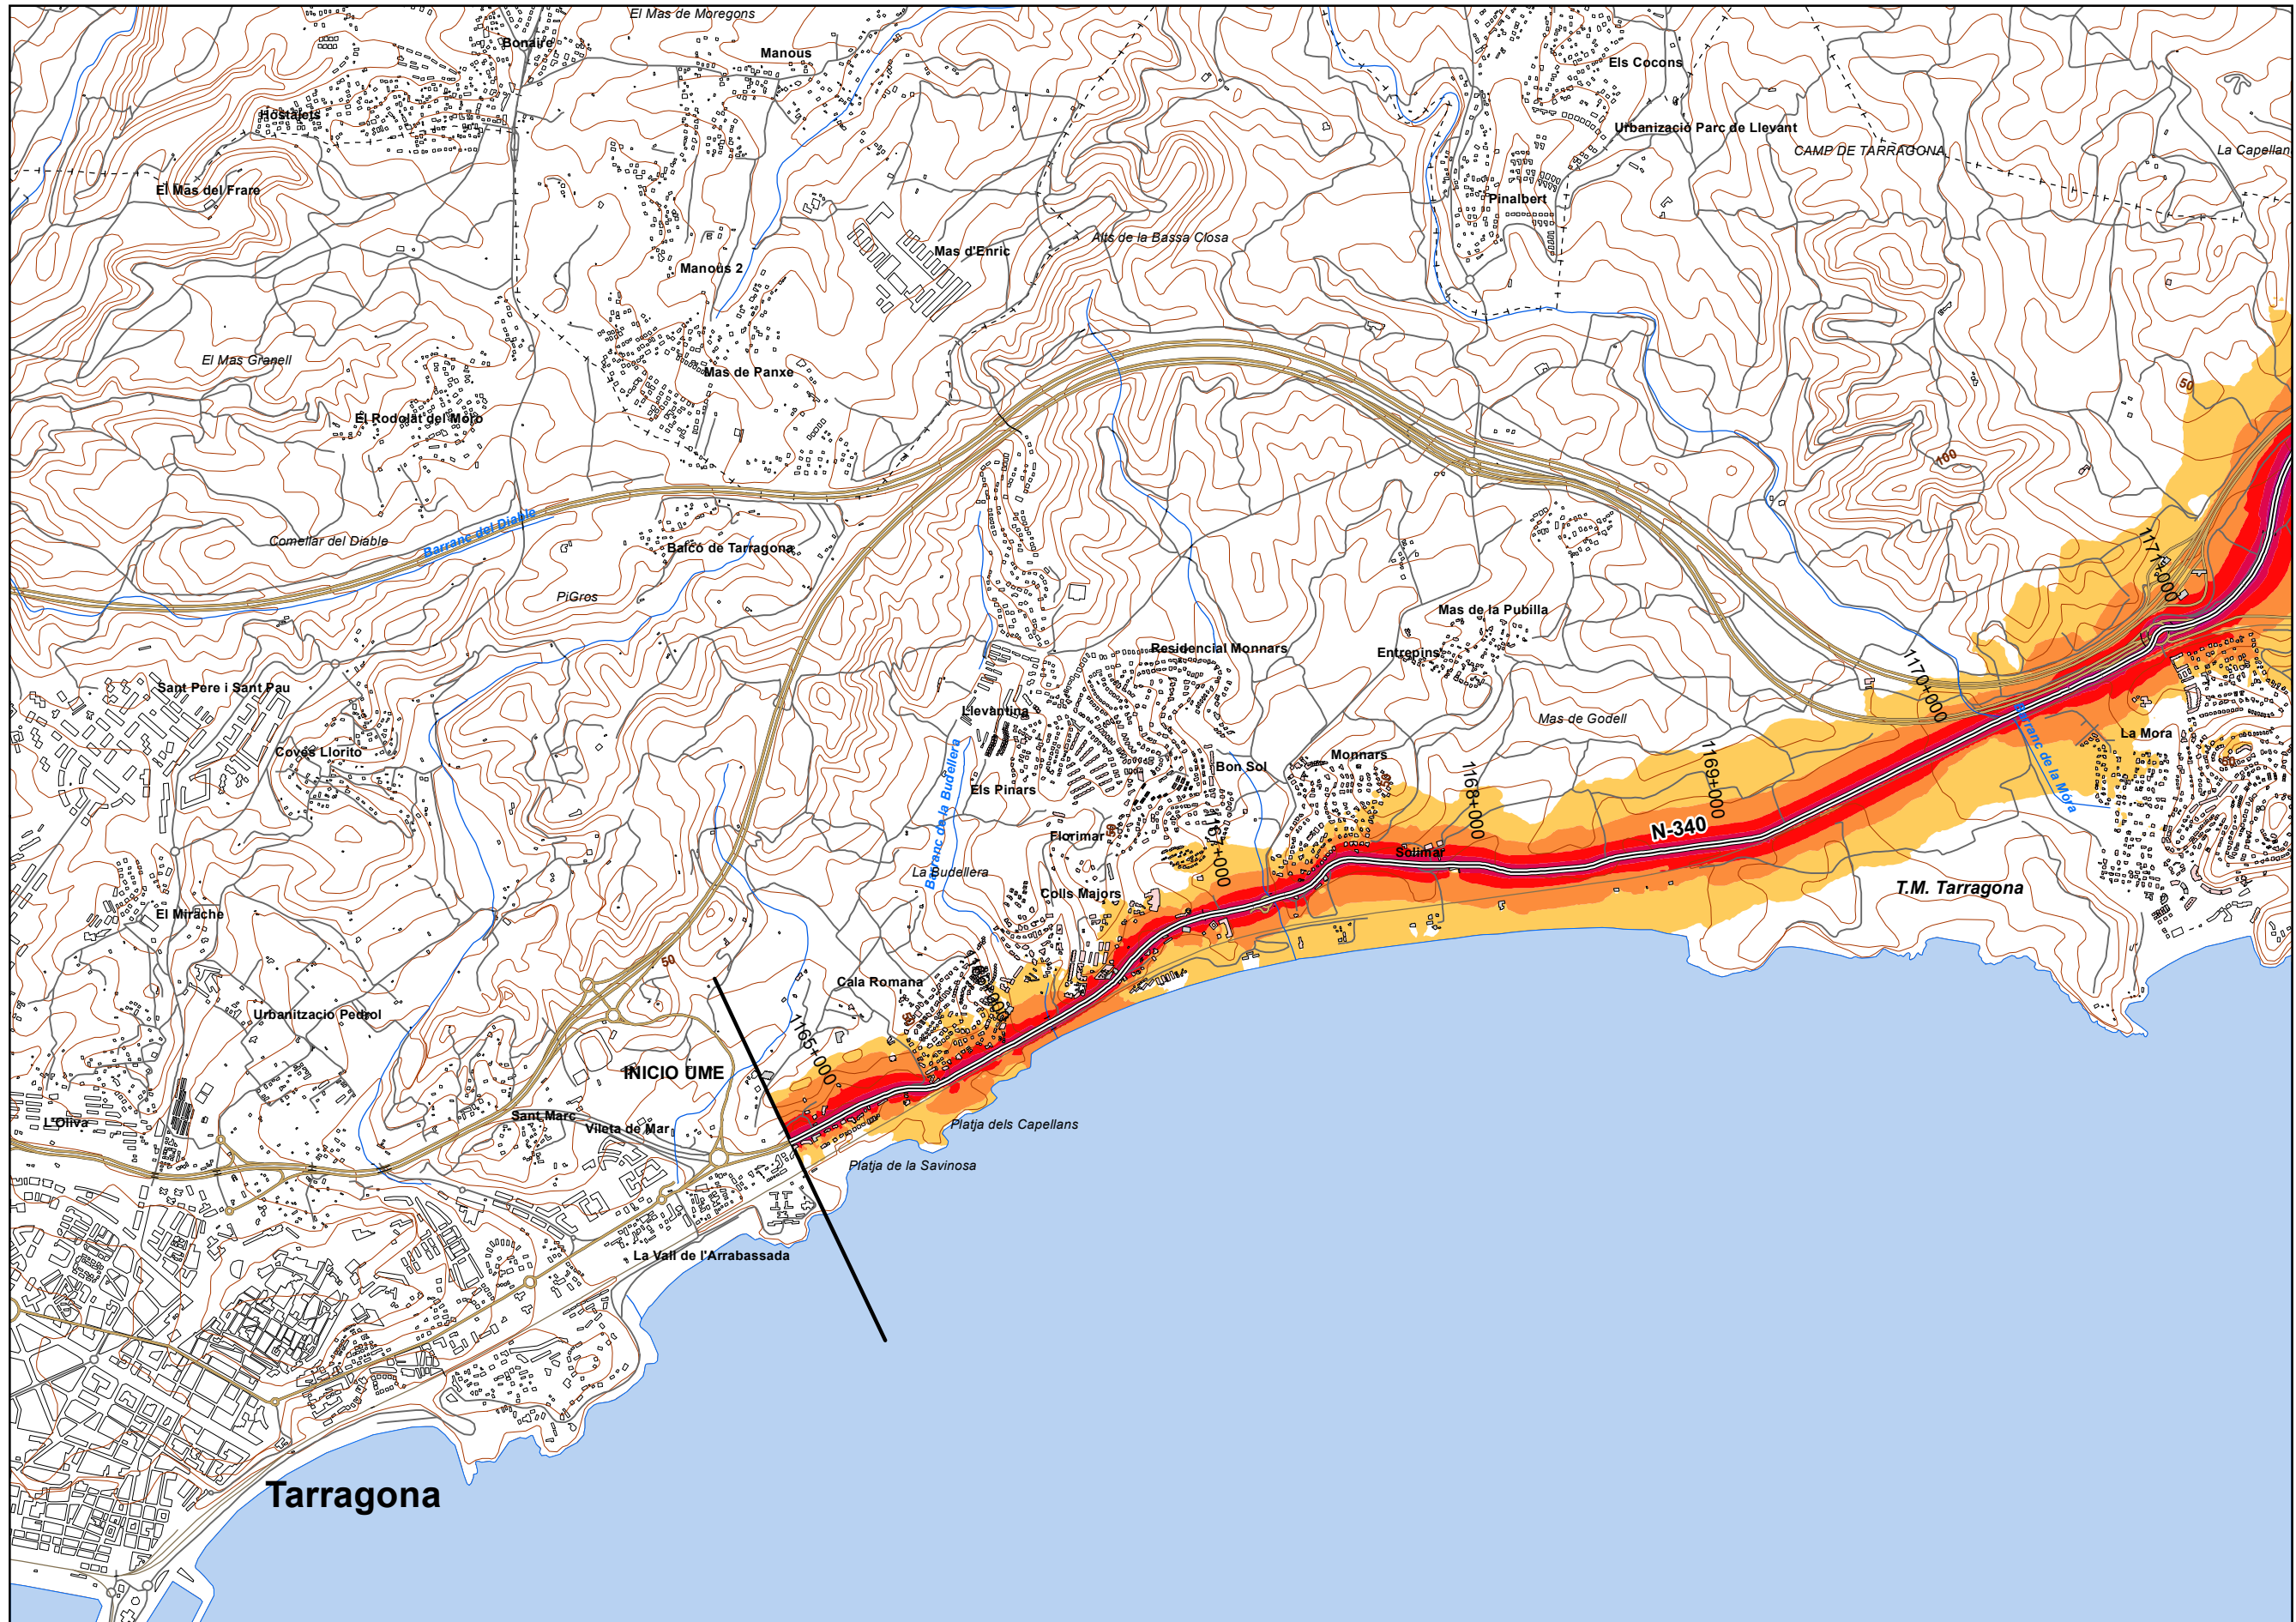 El Mas de Moregons
Bonaire
Manous
Els Cocons
Hostalets
Urbanizació Parc de Llevant
CAMP DE TARRAGONA
La Capellan
El Mas del Frare
Pinalbert
Alts de la Bassa Closa
Mas d'Enric
Manous 2
El Mas Granell
Mas de Panxe
50
El Rodolat del Moro
100
Barranc del Diable
Comellar del Diable
Balcó de Tarragona
1171+000
PiGros
Mas de la Pubilla
Residencial Monnars
Entrepins
Sant Pere i Sant Pau
1170+000
Llevantina
Mas de Godell
Barranc de la Mora
La Mora
Coves Llorito
Monnars
50
Bon Sol
1169+000
50
1168+000
Els Pinars
Barranc de la Budellera
N-340
Florimar
50
1167+000
Solimar
La Budellera
T.M. Tarragona
Colls Majors
El Mirache
50
Cala Romana
Urbanització Pedrol
50
1165+000
INICIO UME
Sant Marc
L'Oliva
Vileta de Mar
Platja dels Capellans
Platja de la Savinosa
La Vall de l'Arrabassada
Tarragona